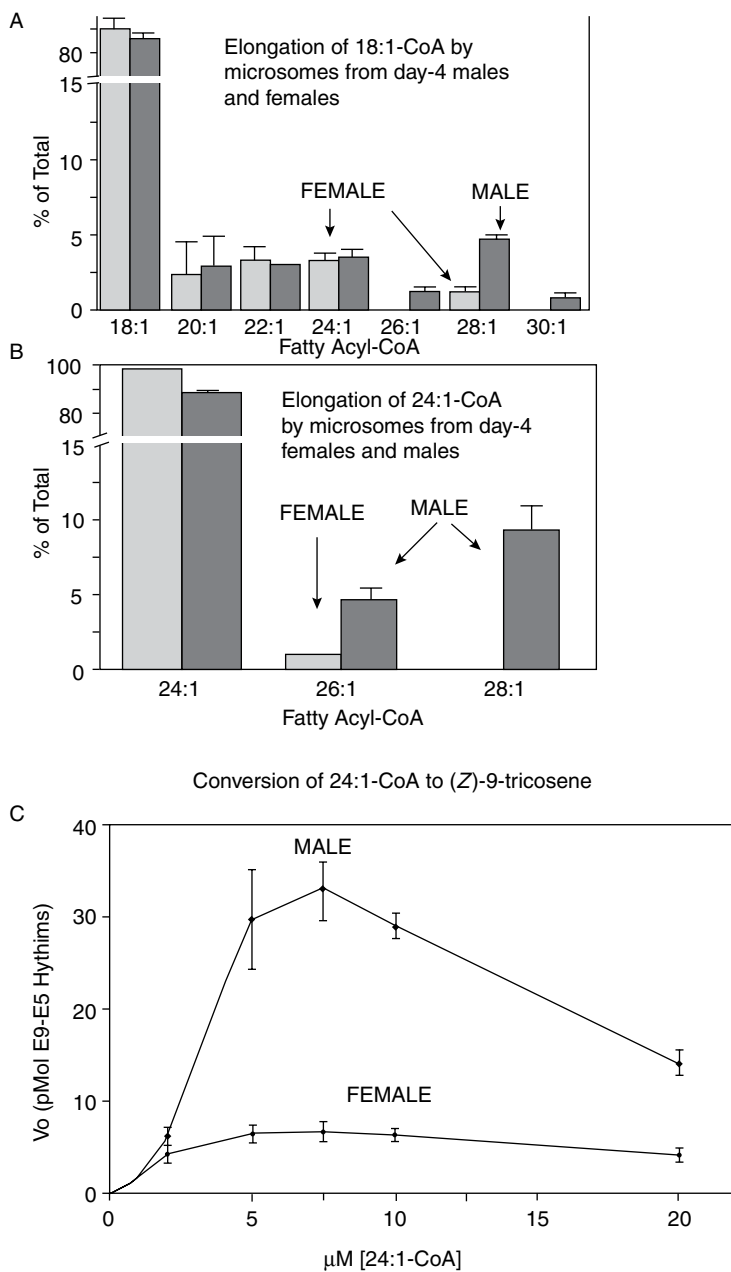 A
Elongation of 18:1-CoA by
microsomes from day-4 males
and females
80
15
10
5
0
% of Total
FEMALE
MALE
18:1 20:1 22:1 24:1 26:1 28:1 30:1
Fatty Acyl-CoA
B
100
80
15
10
5
0
% of Total
Elongation of 24:1-CoA
by microsomes from day-4
females and males
FEMALE
MALE
24:1 26:1 28:1
Fatty Acyl-CoA
Conversion of 24:1-CoA to (Z)-9-tricosene
C
40
30
20
10
0
Vo (pMol E9-E5 Hythims)
MALE
FEMALE
0 5 10 15 20
μM [24:1-CoA]